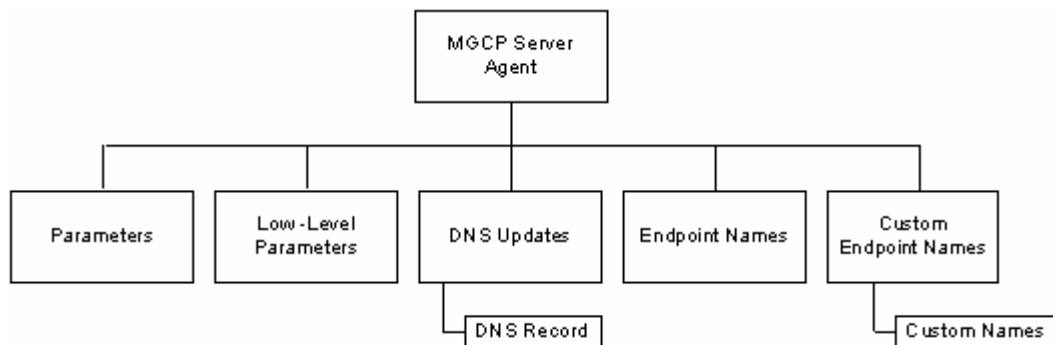 MGCP Server
Agent
Parameters
Low-Level
Parameters
DNS Updates
Endpoint Names
Custom
Endpoint Names
DNS Record
Custom Names